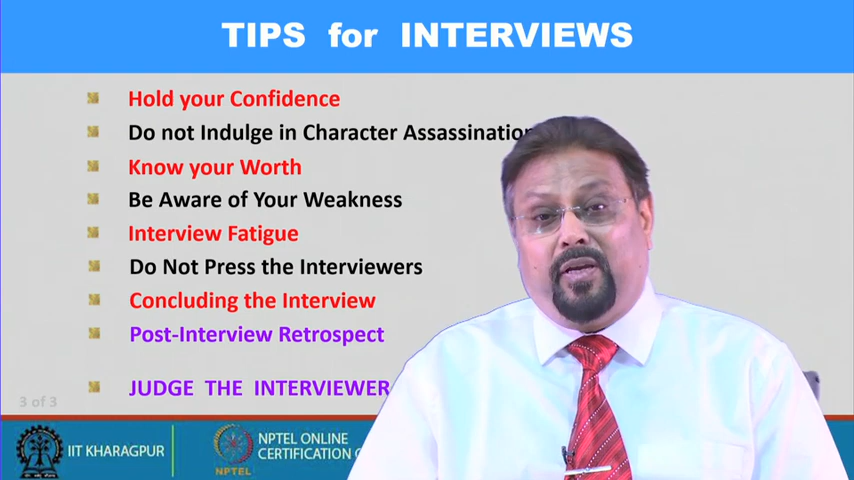 TIPS for INTERVIEWS
Hold your Confidence
Do not Indulge in Character Assassination
Know your Worth
Be Aware of Your Weakness
Interview Fatigue
Do Not Press the Interviewers
Concluding the Interview
Post-Interview Retrospect
JUDGE THE INTERVIEWER
3 of 3
IIT KHARAGPUR
NPTEL ONLINE
CERTIFICATION
NPTEL